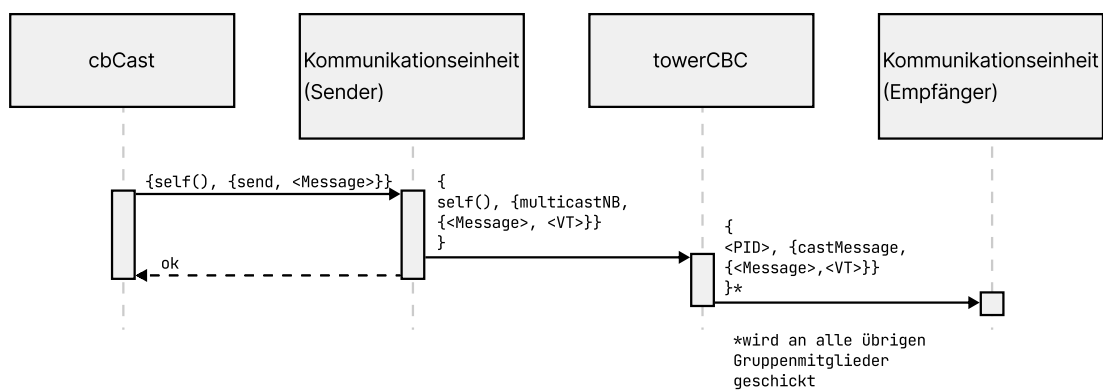 cbCast
Kommunikationseinheit
(Sender)
towerCBC
Kommunikationseinheit
(Empfänger)
{self(), {send, <Message>}}
{
self(), {multicastNB,
{<Message>, <VT>}}
}
ok
{
<PID>, {castMessage,
{<Message>,<VT>}}
}*
*wird an alle Übrigen
Gruppenmitglieder
geschickt